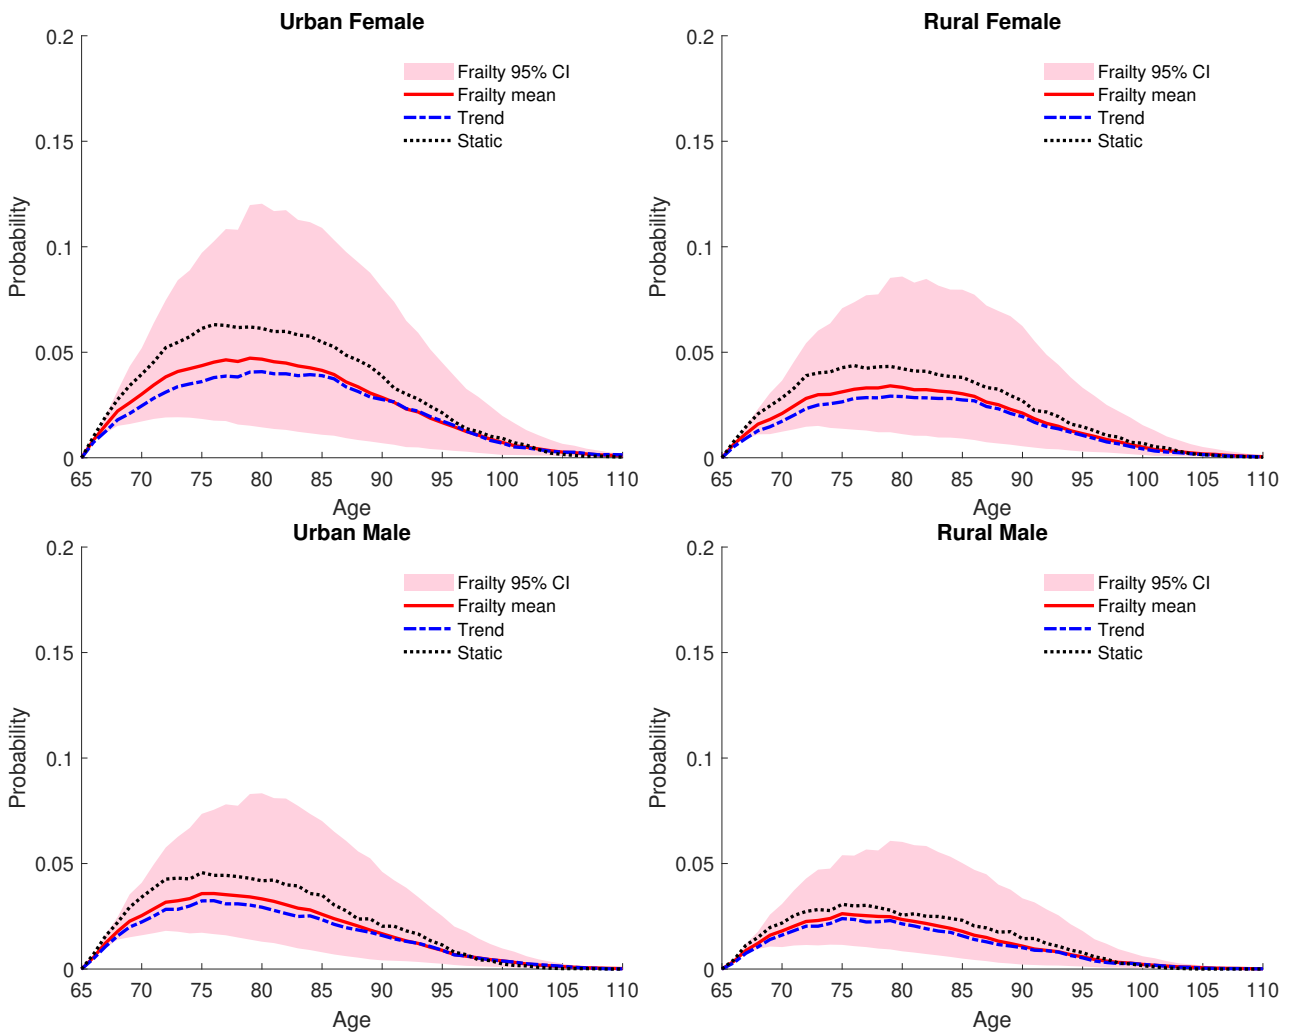 Urban Female
0.2
0.15
0.1
0.05
0
Probability
65 70 75 80 85 90 95 100 105 110
Age
Frailty 95% CI
Frailty mean
Trend
Static
Rural Female
0.2
0.15
0.1
0.05
0
Probability
65 70 75 80 85 90 95 100 105 110
Age
Frailty 95% CI
Frailty mean
Trend
Static
Urban Male
0.2
0.15
0.1
0.05
0
Probability
65 70 75 80 85 90 95 100 105 110
Age
Frailty 95% CI
Frailty mean
Trend
Static
Rural Male
0.2
0.15
0.1
0.05
0
Probability
65 70 75 80 85 90 95 100 105 110
Age
Frailty 95% CI
Frailty mean
Trend
Static